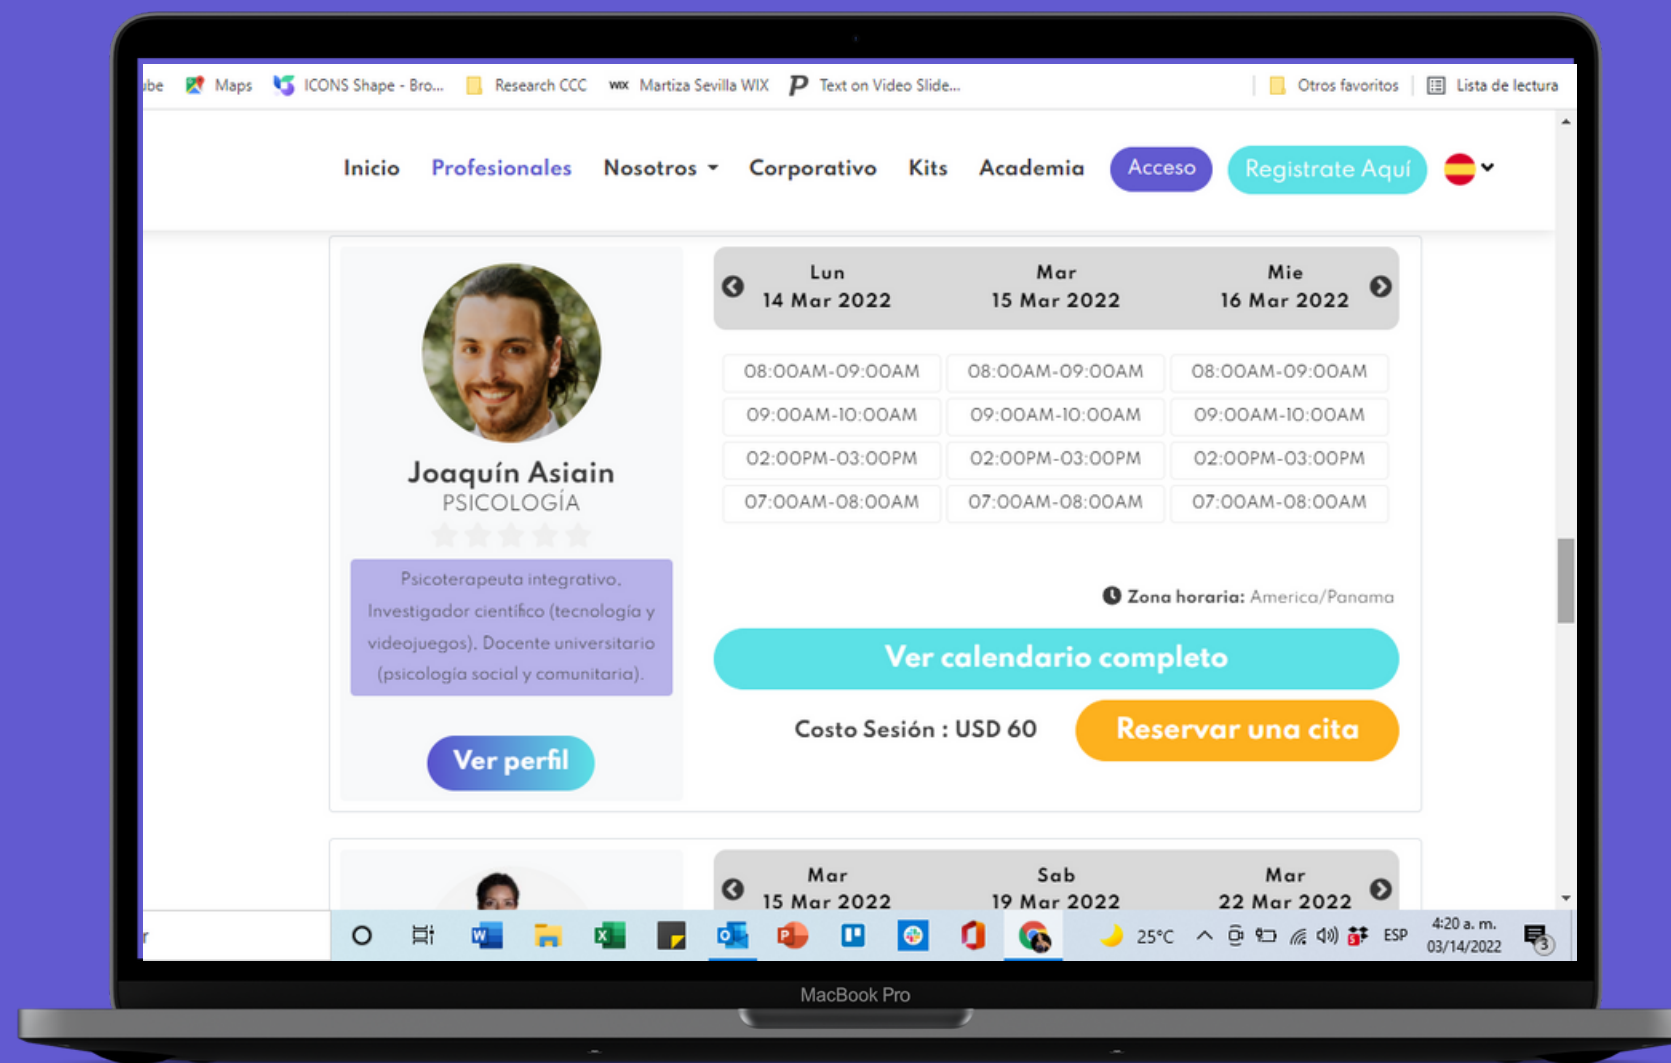 Maps ICONS Shape - Bro... Research CCC WIX Martiza Sevilla WIX P Text on Video Slide... Otros favoritos Lista de lectura
Inicio Profesionales Nosotros Corporativo Kits Academia Acceso Registrate Aquí
Joaquín Asiain
PSICOLOGÍA
Psicoterapeuta integrativo,
Investigador científico (tecnología y
videojuegos), Docente universitario
(psicología social y comunitaria).
Ver perfil
Lun Mar Mie
14 Mar 2022 15 Mar 2022 16 Mar 2022
08:00AM-09:00AM 08:00AM-09:00AM 08:00AM-09:00AM
09:00AM-10:00AM 09:00AM-10:00AM 09:00AM-10:00AM
02:00PM-03:00PM 02:00PM-03:00PM 02:00PM-03:00PM
07:00AM-08:00AM 07:00AM-08:00AM 07:00AM-08:00AM
Zona horaria: America/Panama
Ver calendario completo
Costo Sesión : USD 60 Reservar una cita
Mar Sab Mar
15 Mar 2022 19 Mar 2022 22 Mar 2022
25°C ESP 4:20 a. m.
03/14/2022 3
MacBook Pro